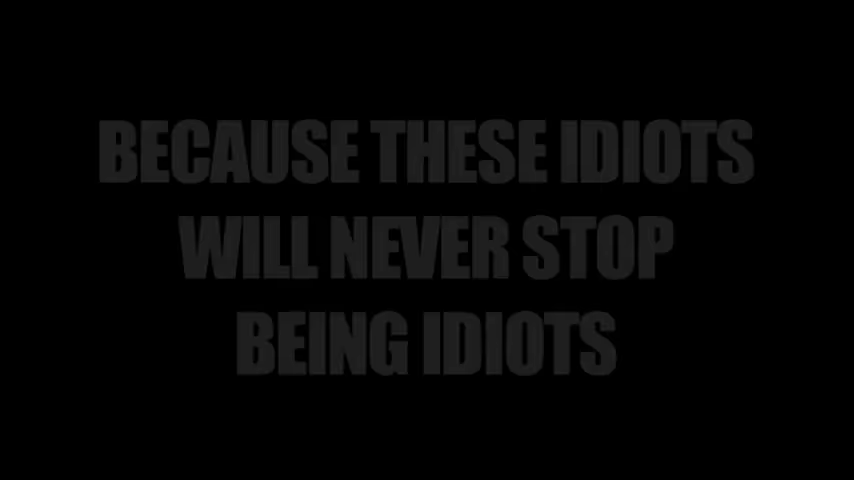 BECAUSE THESE IDIOTS
WILL NEVER STOP
BEING IDIOTS